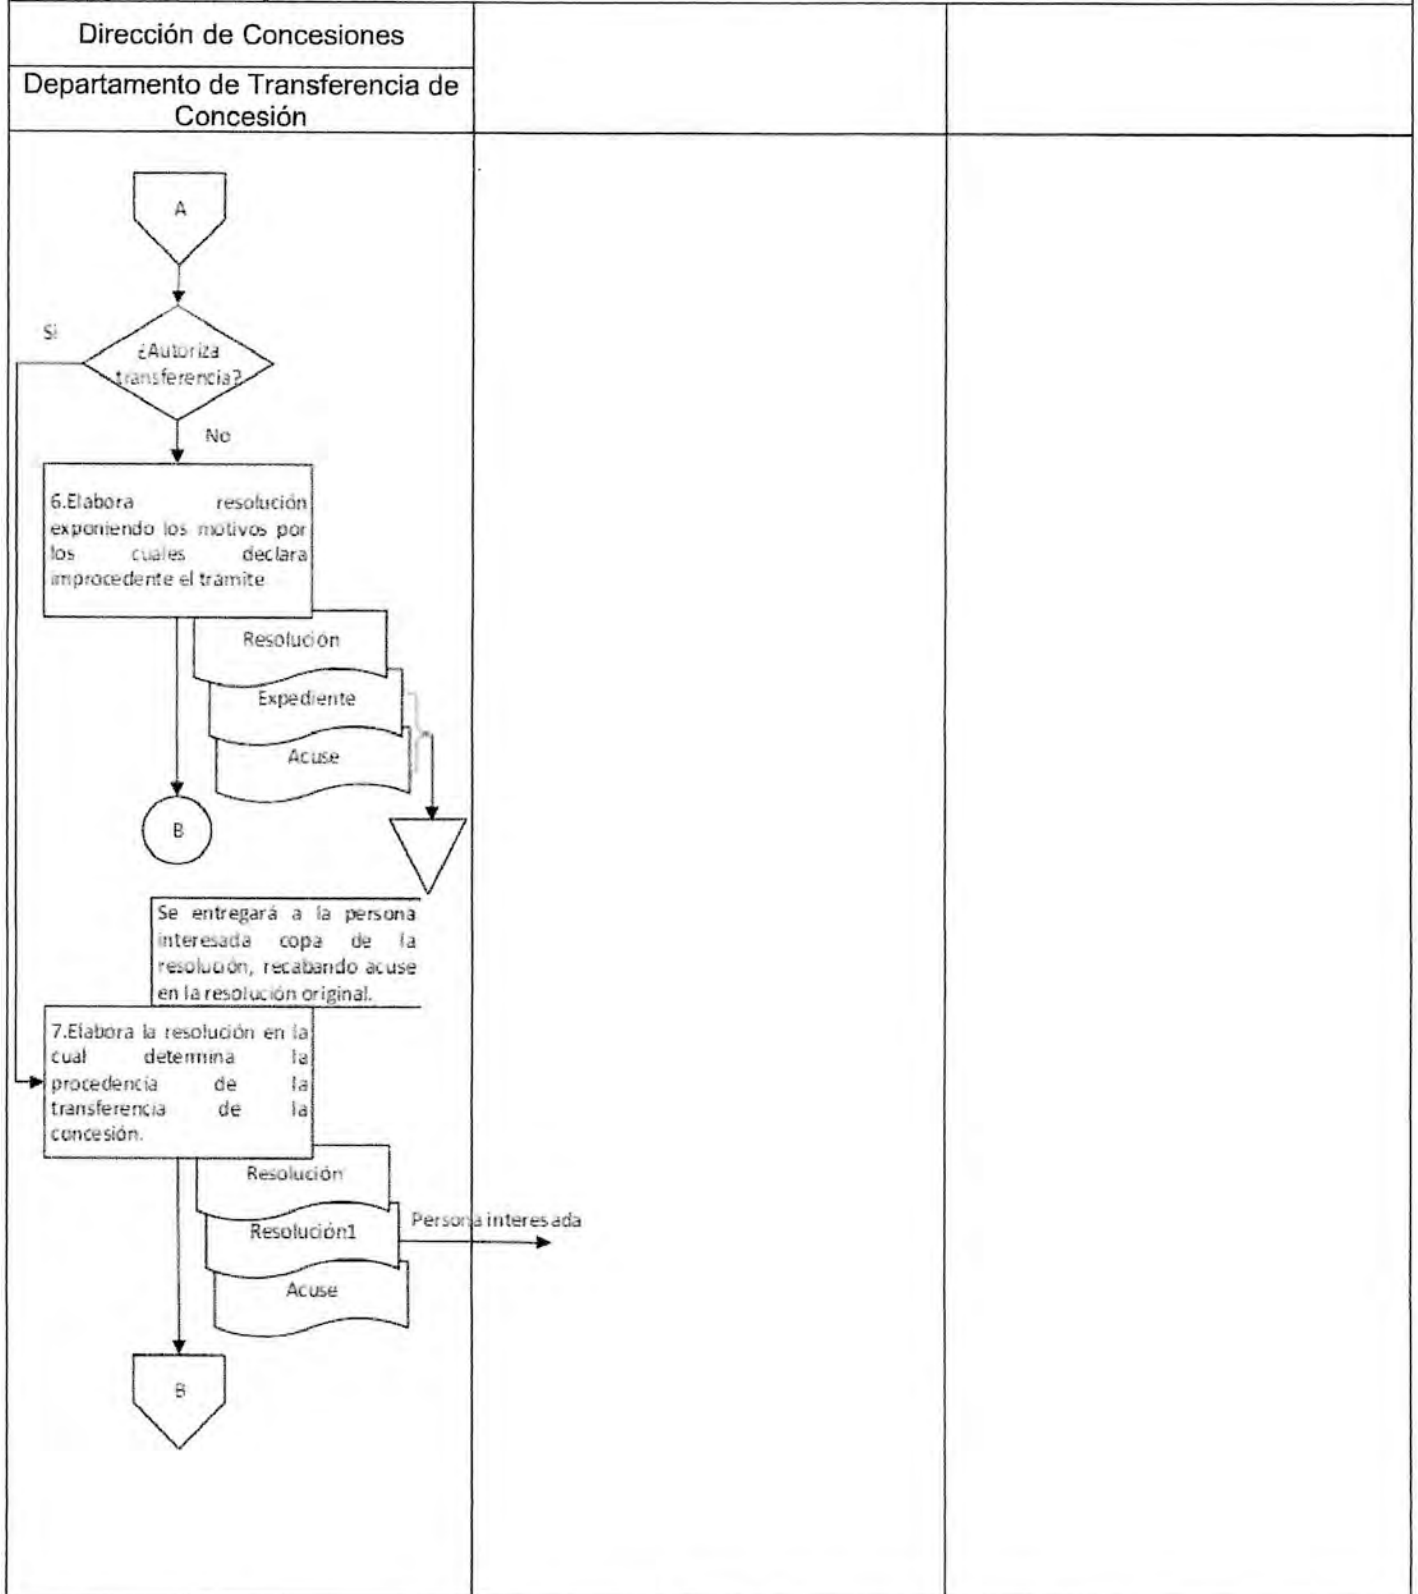 Dirección de Concesiones
Departamento de Transferencia de
Concesión
A
Si
¿Autoriza
transferencia?
No
6.Elabora resolución
exponiendo los motivos por
los cuales declara
improcedente el tramite
Resolución
Expediente
Acuse
B
Se entregará a la persona
interesada copa de la
resolución, recabando acuse
en la resolución original.
7.Elabora la resolución en la
cual determina la
procedencia de la
transferencia de la
concesión.
Resolución
Resolución1
Persona interesada
Acuse
B